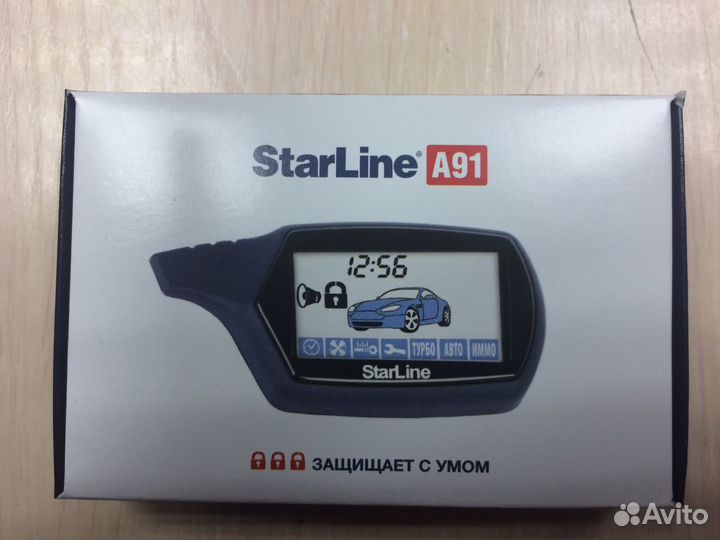 StarLine® A91
12:56
ТУРБО АВТО ИММО
StarLine
ЗАЩИЩАЕТ С УМОМ
Avito